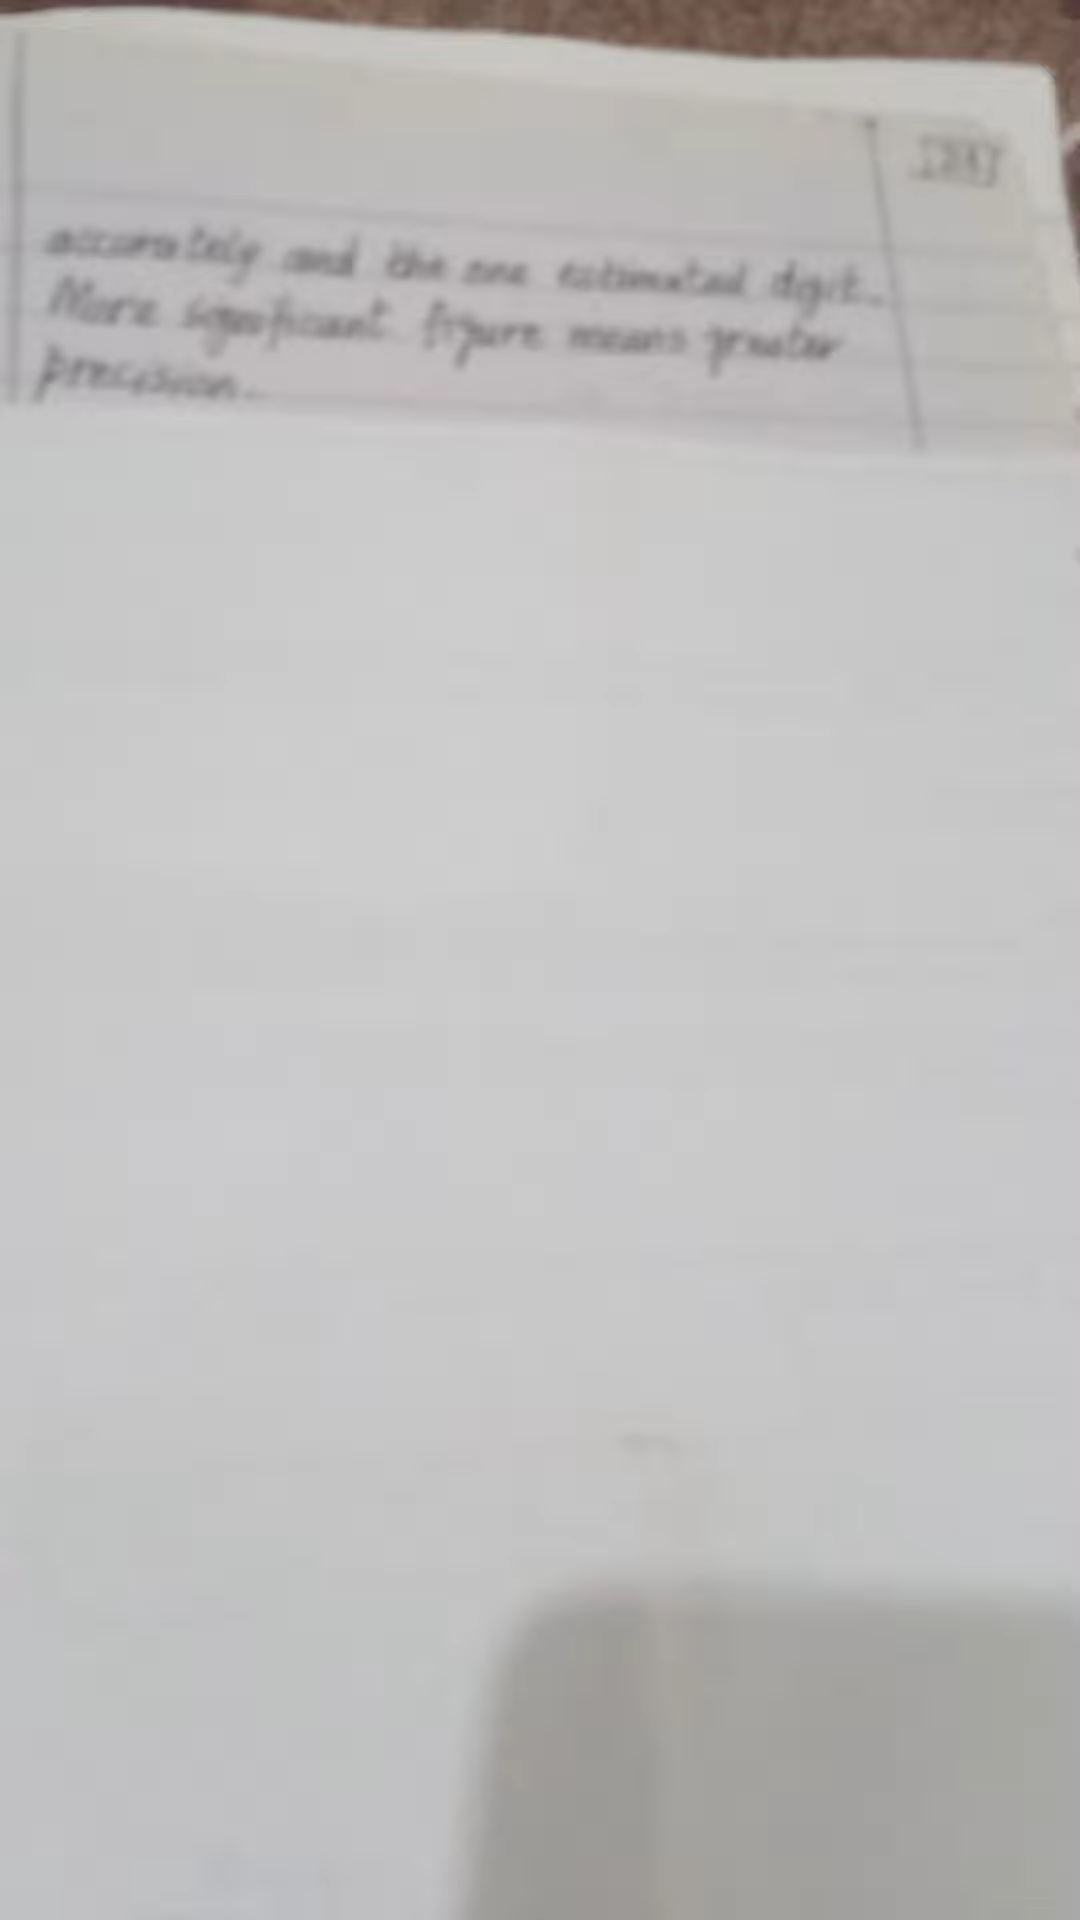 accurately and the one estimated digit.
More significant figure means greater
precision.